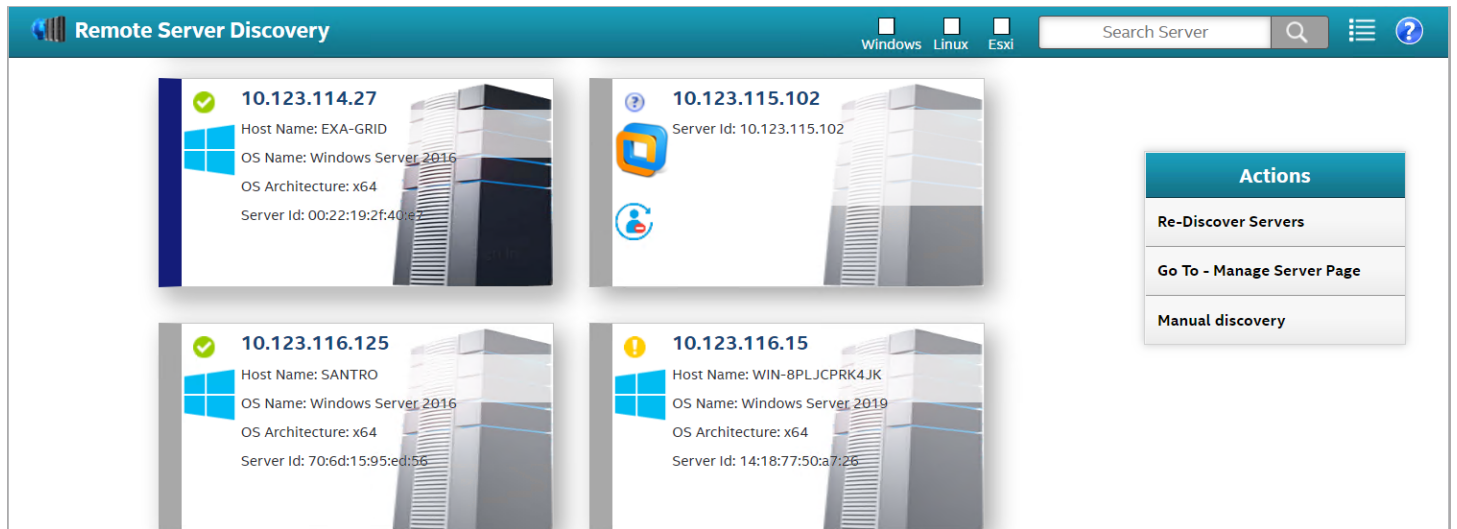 Remote Server Discovery
Windows Linux Esxi
Search Server
10.123.114.27
Host Name: EXA-GRID
OS Name: Windows Server 2016
OS Architecture: x64
Server Id: 00:22:19:2f:40:e7
10.123.115.102
Server Id: 10.123.115.102
Actions
Re-Discover Servers
Go To - Manage Server Page
Manual discovery
10.123.116.125
Host Name: SANTRO
OS Name: Windows Server 2016
OS Architecture: x64
Server Id: 70:6d:15:95:ed:56
10.123.116.15
Host Name: WIN-8PLJCPRK4JK
OS Name: Windows Server 2019
OS Architecture: x64
Server Id: 14:18:77:50:a7:26